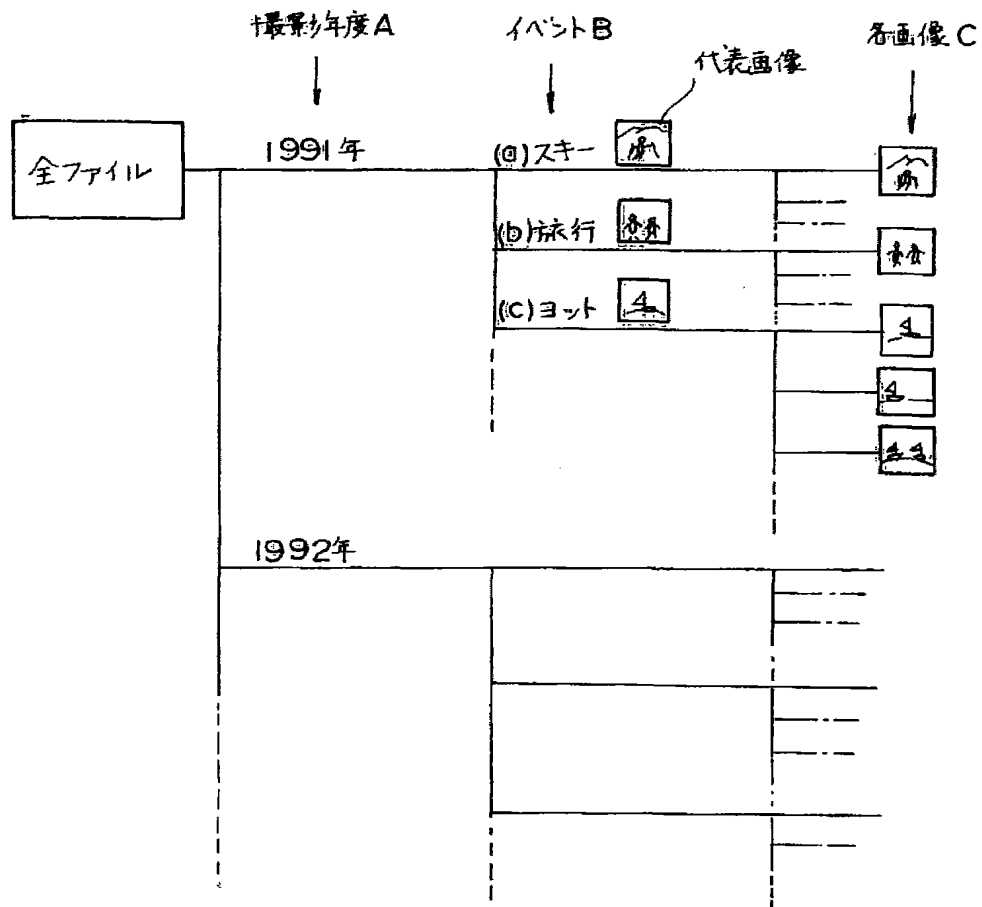 撮影年度A
イベントB
各画像C
代表画像
全ファイル
1991年
(a)スキー
(b)旅行
(c)ヨット
1992年